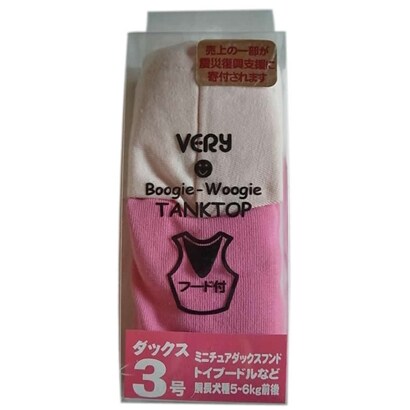 売上の一部が
震災復興支援に
寄付されます
VERY
Boogie-Woogie
TANKTOP
フード付
ダックス
3号
ミニチュアダックスフンド
トイプードルなど
胴長犬種5~6kg前後